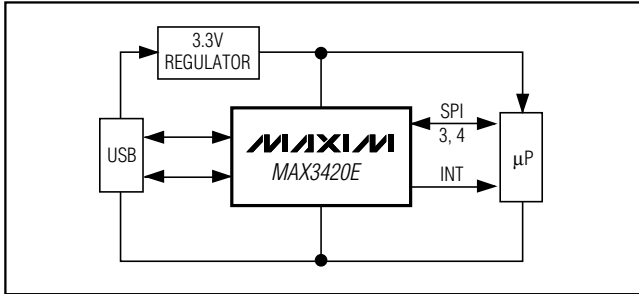 3.3V
REGULATOR
USB
MAXIM
MAX3420E
SPI
3, 4
INT
μP